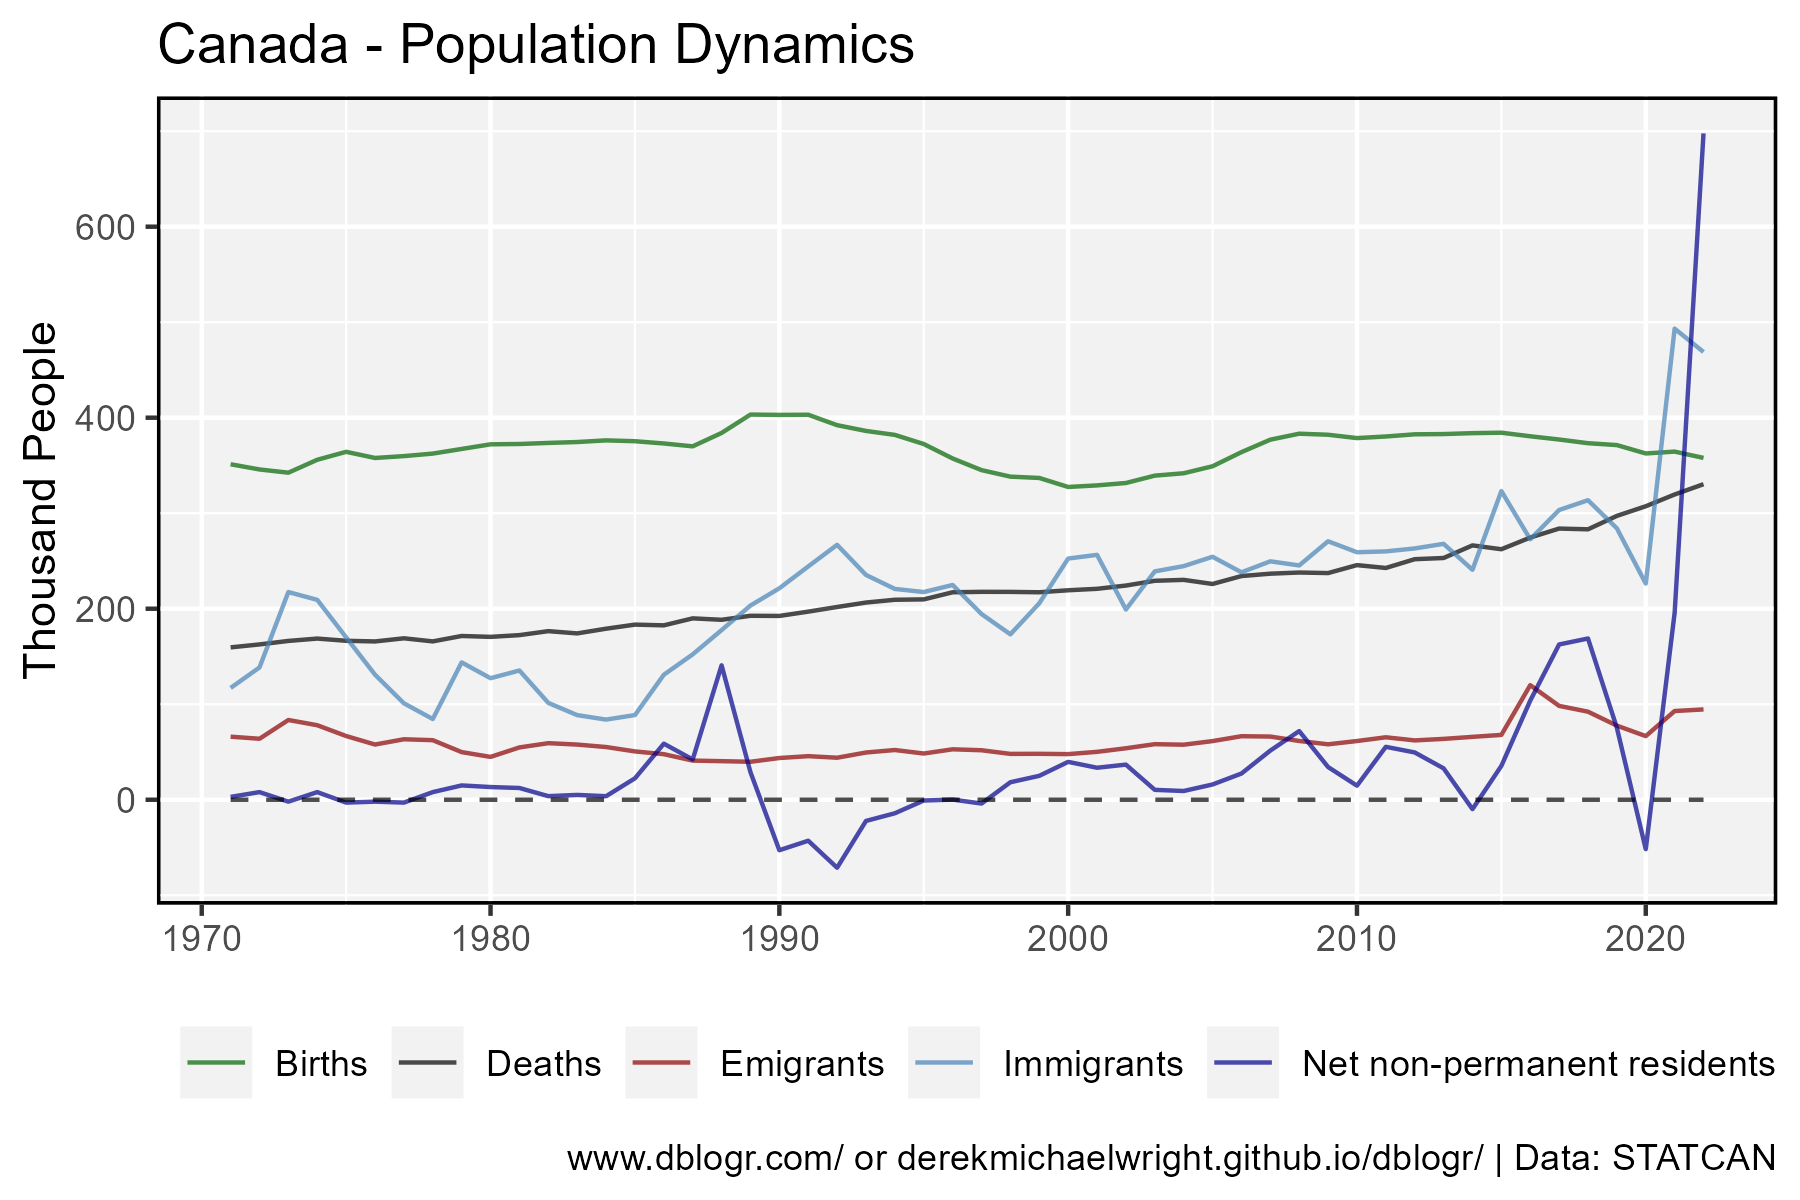 Canada - Population Dynamics
Thousand People
600
400
200
0
1970 1980 1990 2000 2010 2020
Births Deaths Emigrants Immigrants Net non-permanent residents
www.dblogr.com/ or derekmichaelwright.github.io/dblogr/ | Data: STATCAN